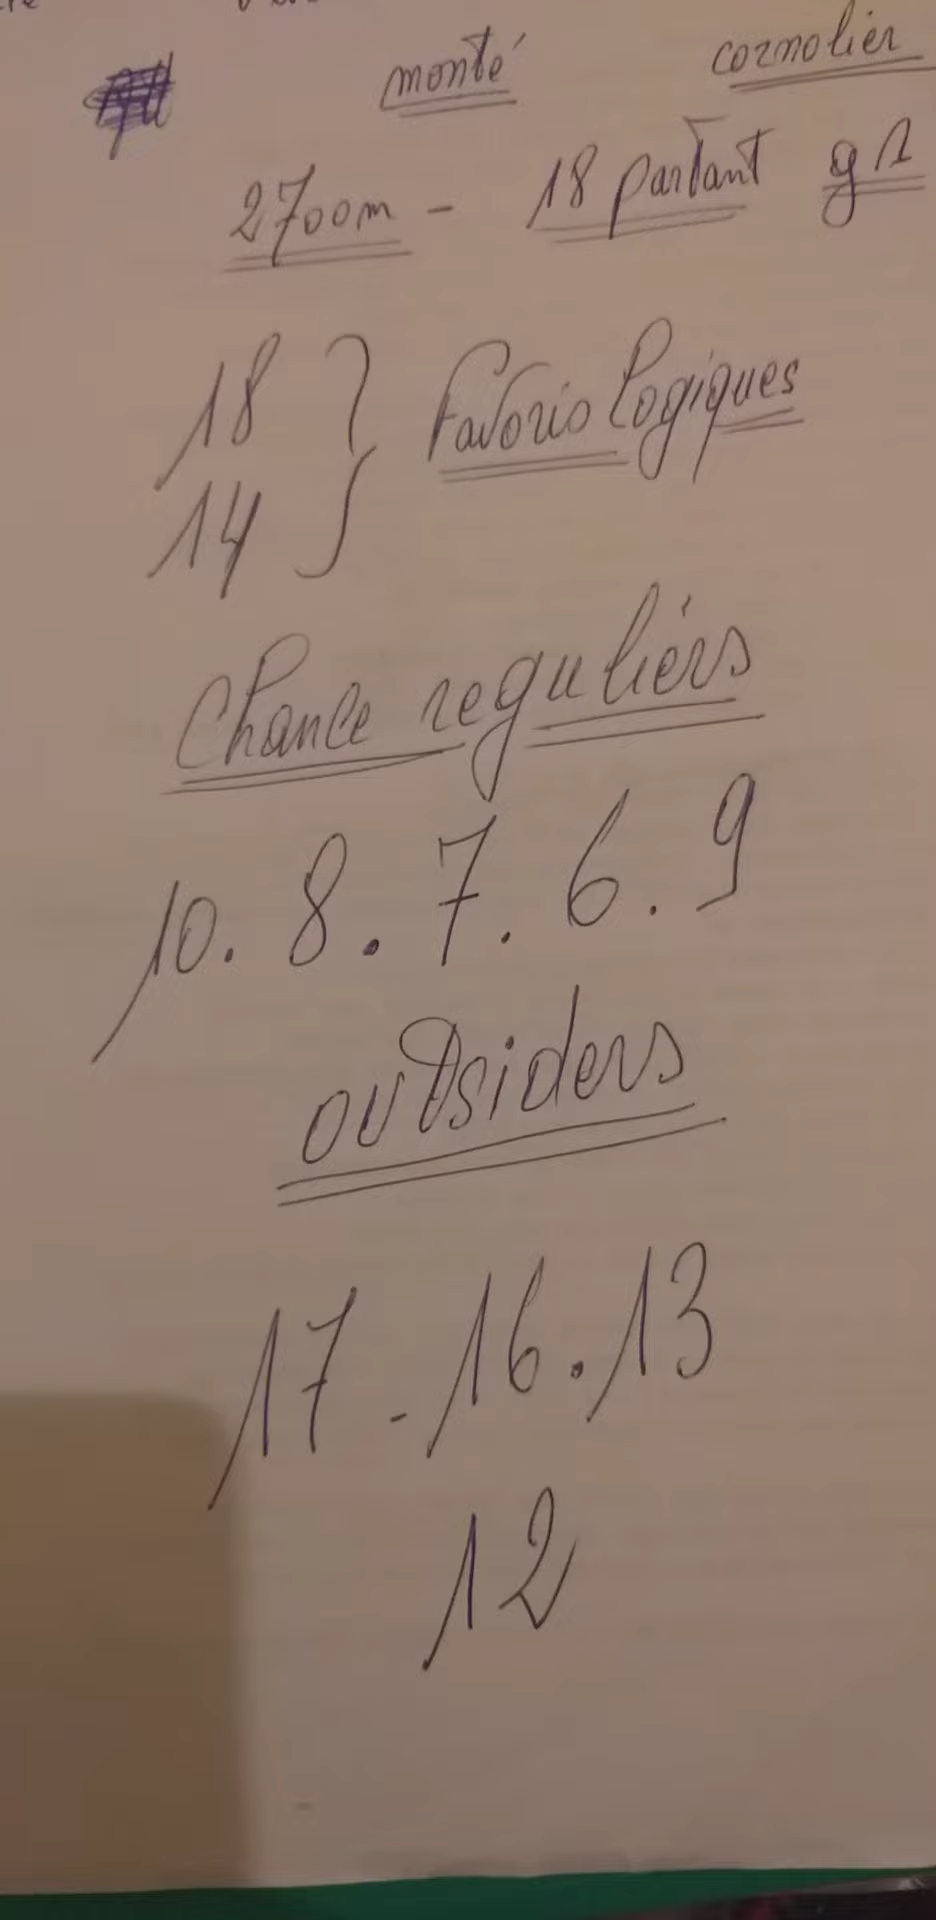 monté cornolier
2700m - 18 partant g1
18 } Favoris logiques
14
Chance reguliérs
10. 8. 7. 6. 9
outsiders
17 - 16. 13
12